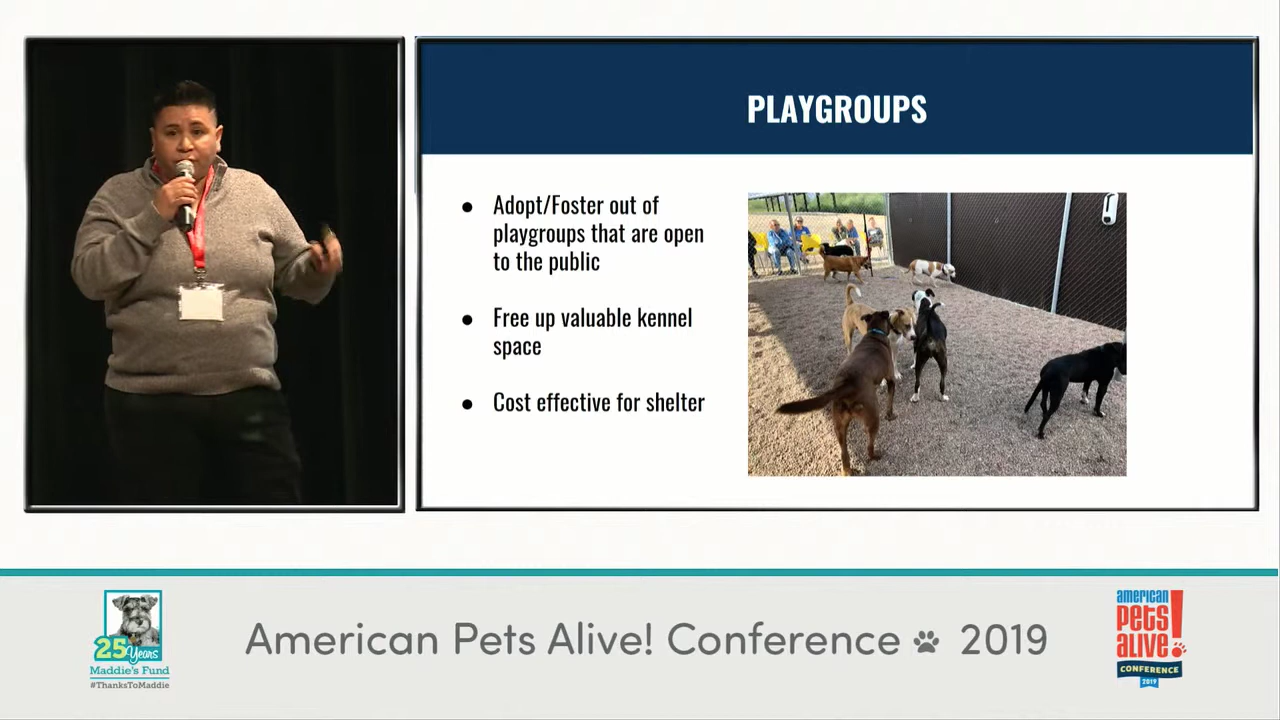 PLAYGROUPS
● Adopt/Foster out of
playgroups that are open
to the public
● Free up valuable kennel
space
● Cost effective for shelter
25 Years
Maddie's Fund
#ThanksToMaddie
American Pets Alive! Conference 2019
american
pets
alive!
CONFERENCE
2019